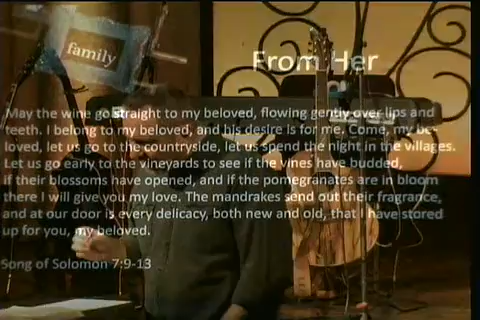 family
From Her
May the wine go straight to my beloved, flowing gently over lips and
teeth. I belong to my beloved, and his desire is for me. Come, my be-
loved, let us go to the countryside, let us spend the night in the villages.
Let us go early to the vineyards to see if the vines have budded,
if their blossoms have opened, and if the pomegranates are in bloom
there I will give you my love. The mandrakes send out their fragrance,
and at our door is every delicacy, both new and old, that I have stored
up for you, my beloved.
Song of Solomon 7:9-13